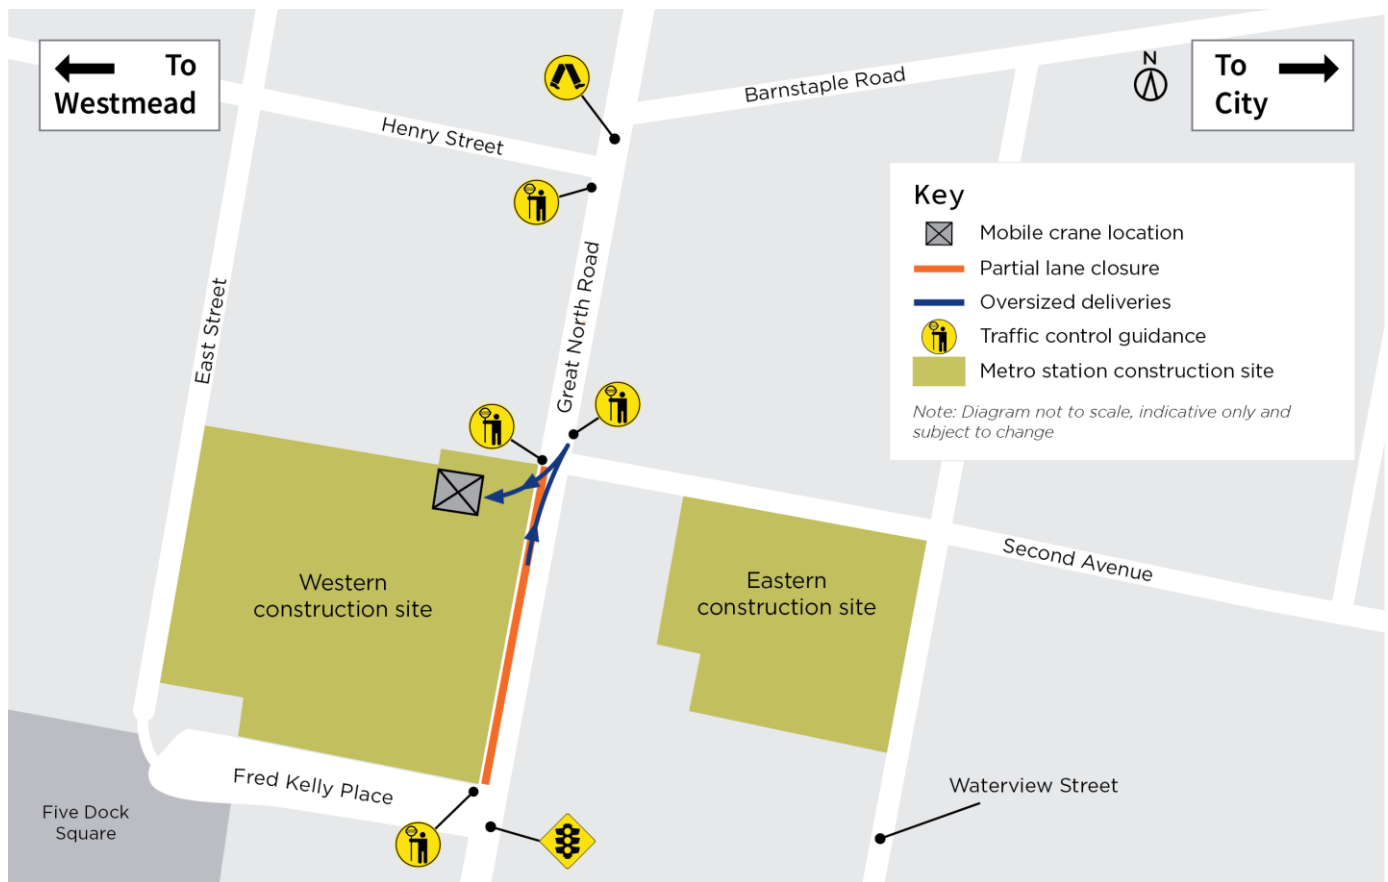 To
Westmead
Barnstaple Road
N
To
City
Henry Street
Key
Mobile crane location
Partial lane closure
Oversized deliveries
Traffic control guidance
Metro station construction site
Note: Diagram not to scale, indicative only and
subject to change
East Street
Great North Road
Second Avenue
Western
construction site
Eastern
construction site
Fred Kelly Place
Waterview Street
Five Dock
Square